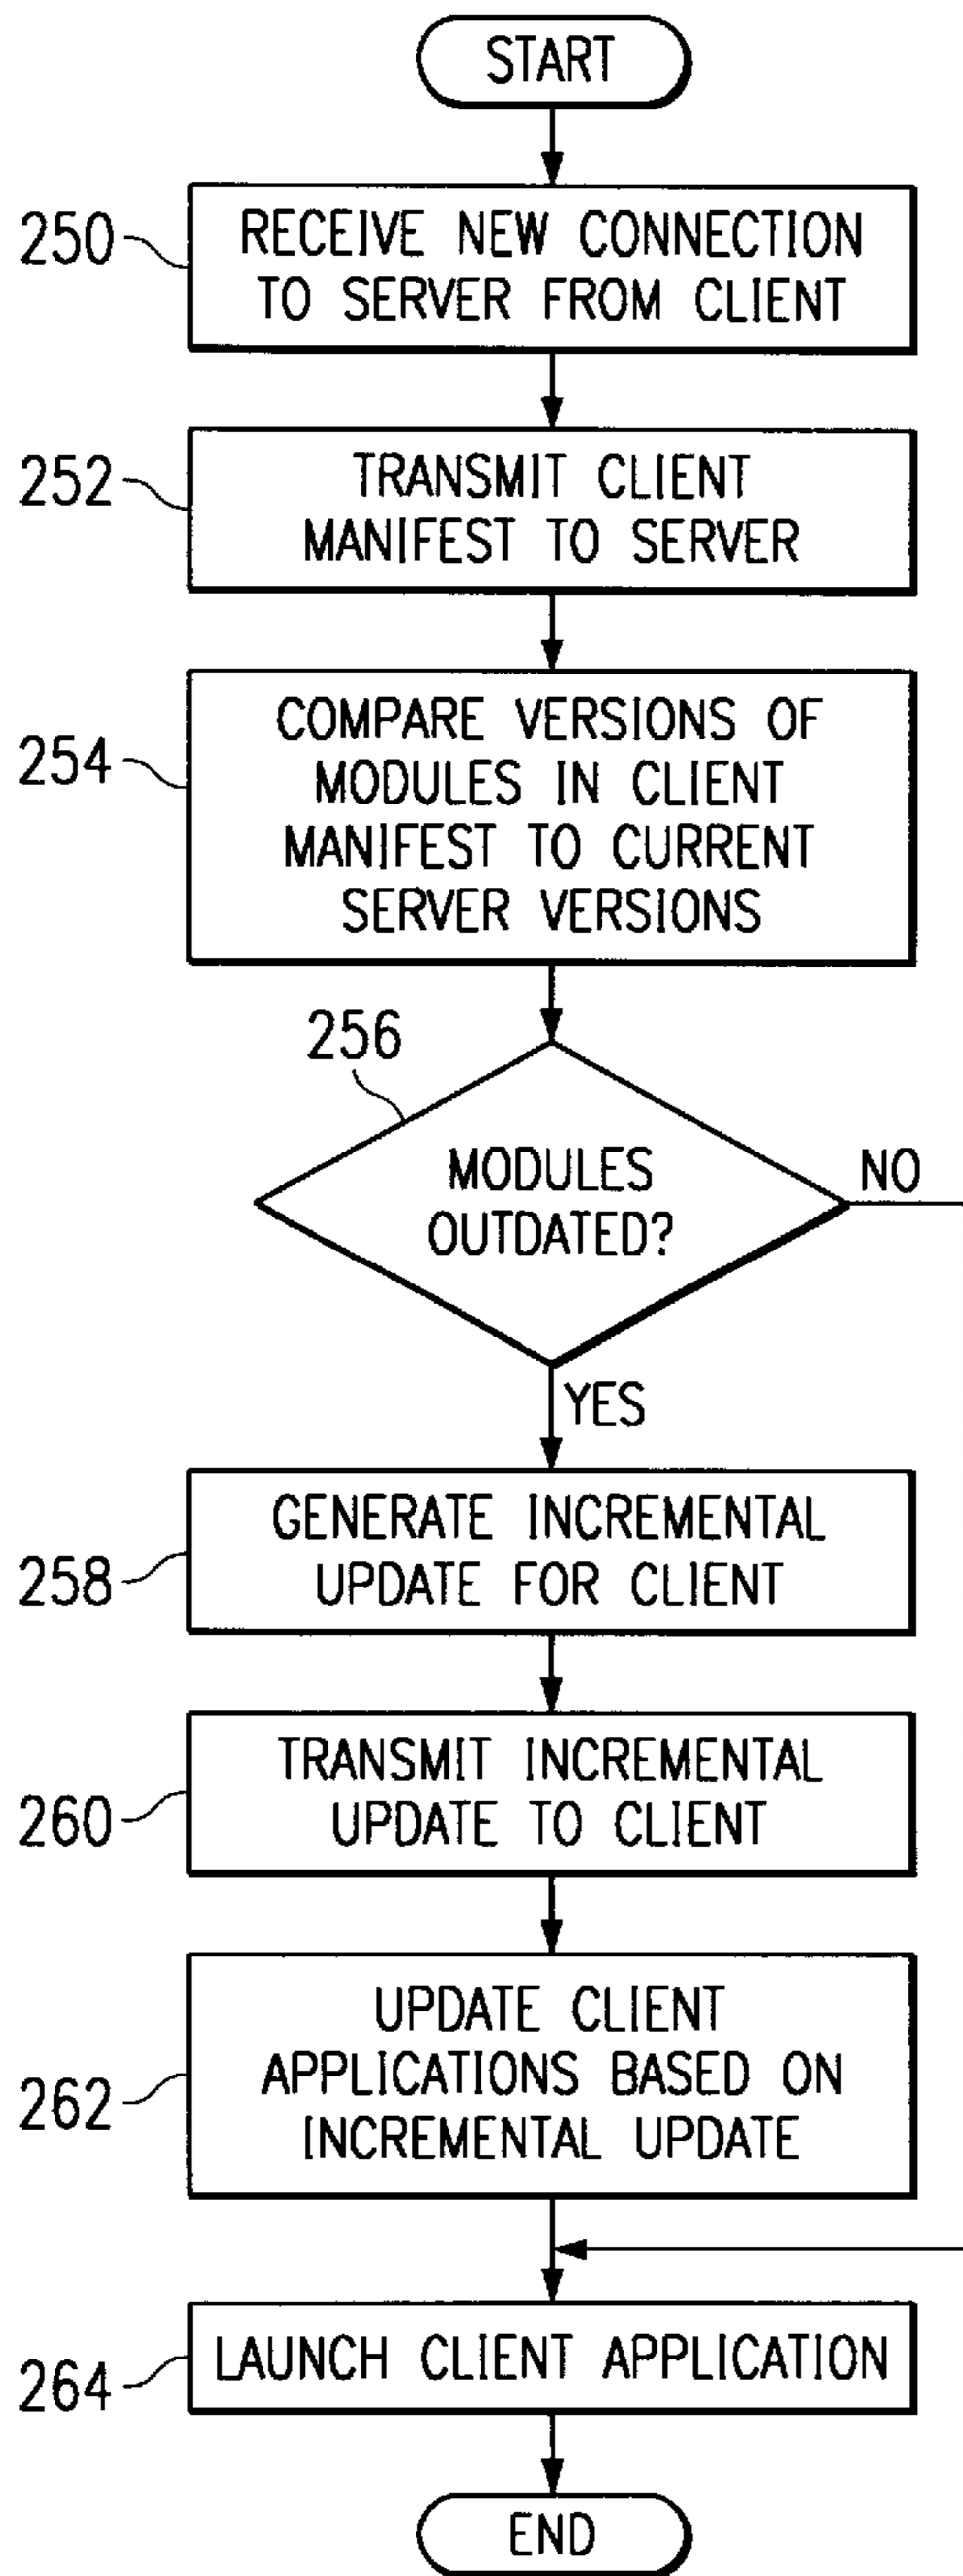 START
250
RECEIVE NEW CONNECTION
TO SERVER FROM CLIENT
252
TRANSMIT CLIENT
MANIFEST TO SERVER
254
COMPARE VERSIONS OF
MODULES IN CLIENT
MANIFEST TO CURRENT
SERVER VERSIONS
256
MODULES
OUTDATED?
NO
YES
258
GENERATE INCREMENTAL
UPDATE FOR CLIENT
260
TRANSMIT INCREMENTAL
UPDATE TO CLIENT
262
UPDATE CLIENT
APPLICATIONS BASED ON
INCREMENTAL UPDATE
264
LAUNCH CLIENT APPLICATION
END